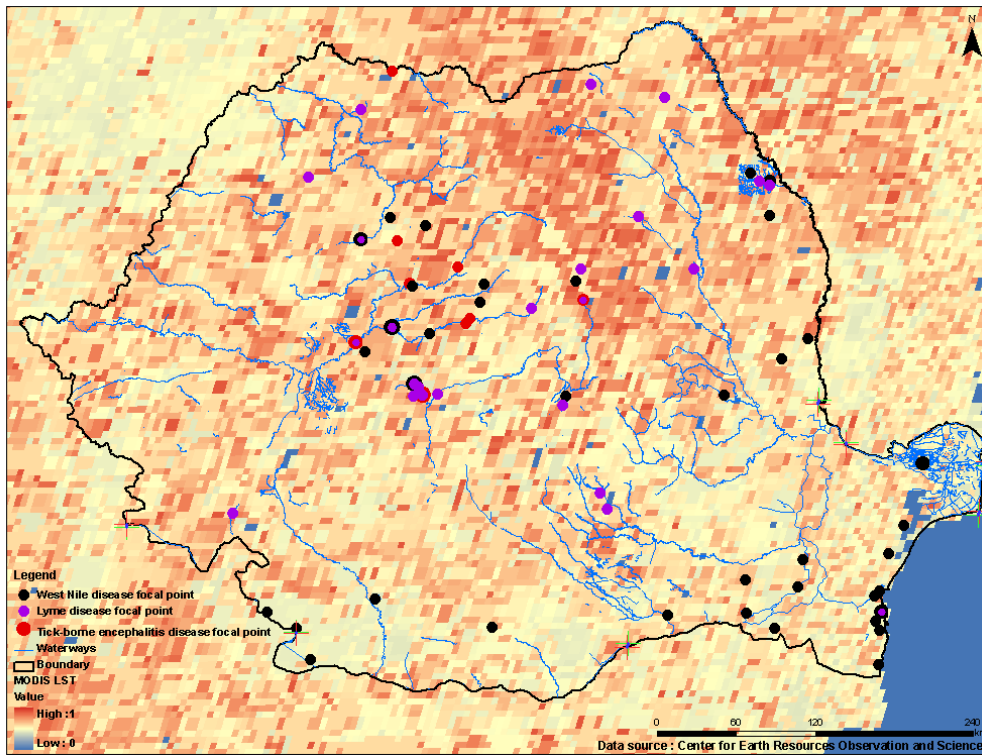 N
Legend
West Nile disease focal point
Lyme disease focal point
Tick-borne encephalitis disease focal point
Waterways
Boundary
MODIS LST
Value
High :1
Low : 0
0 60 120 240
Data source : Center for Earth Resources Observation and Science